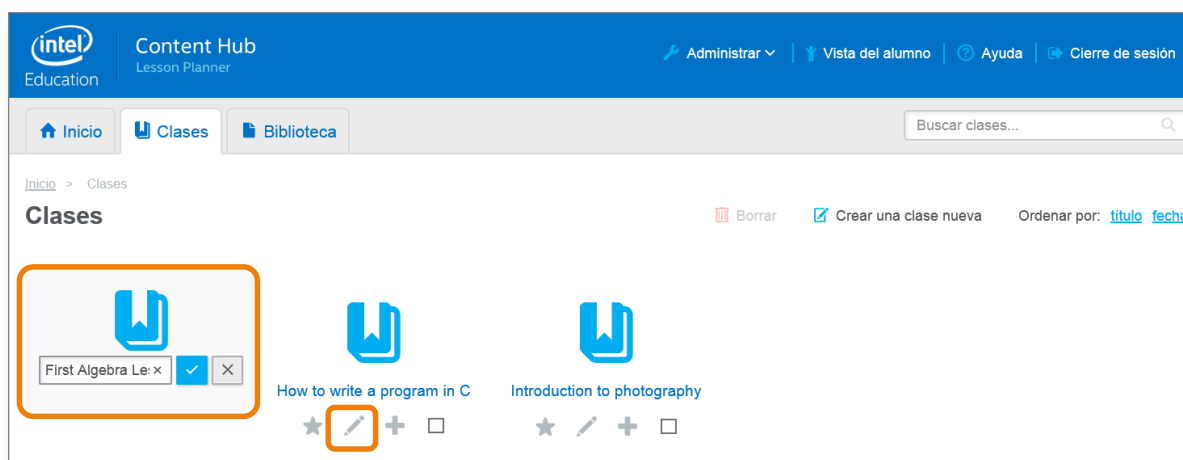 intel
Education
Content Hub
Lesson Planner
Administrar
Vista del alumno
Ayuda
Cierre de sesión
Inicio
Clases
Biblioteca
Buscar clases...
Inicio > Clases
Clases
Borrar
Crear una clase nueva
Ordenar por: título fecha
First Algebra Le
How to write a program in C
Introduction to photography